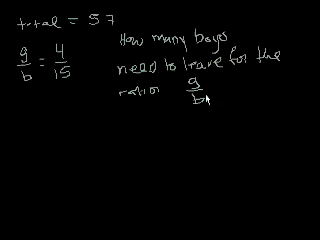 total = 57
g/b = 4/15
How many boys
need to leave for the
ratio g/b